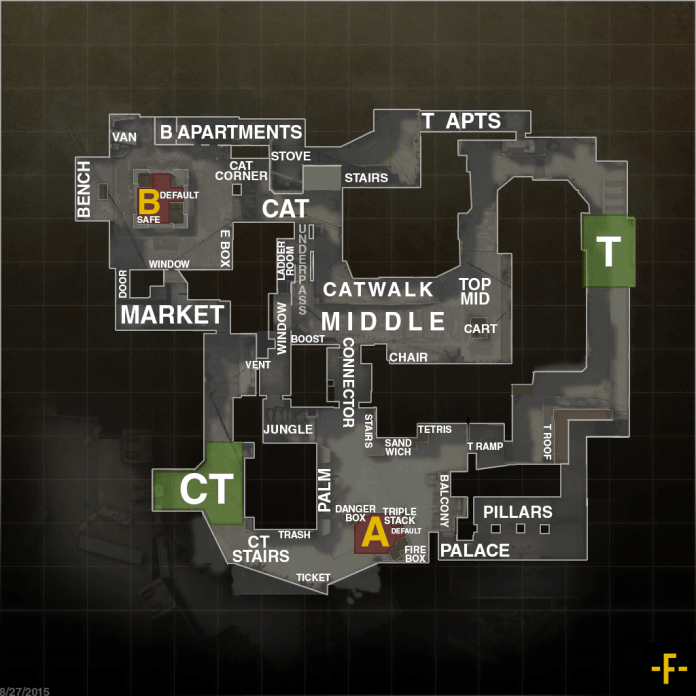 T APTS
VAN
B APARTMENTS
STOVE
CAT
CORNER
STAIRS
BENCH
B
DEFAULT
SAFE
CAT
T
UNDERPASS
E BOX
LADDER
ROOM
WINDOW
DOOR
CATWALK
TOP
MID
MARKET
MIDDLE
CART
WINDOW
BOOST
CONNECTOR
CHAIR
VENT
JUNGLE
STAIRS
TETRIS
SAND
WICH
T RAMP
T ROOF
CT
PALM
BALCONY
DANGER
BOX
TRIPLE
STACK
PILLARS
A
DEFAULT
TRASH
CT
STAIRS
FIRE
BOX
PALACE
TICKET
-F-
8/27/2015